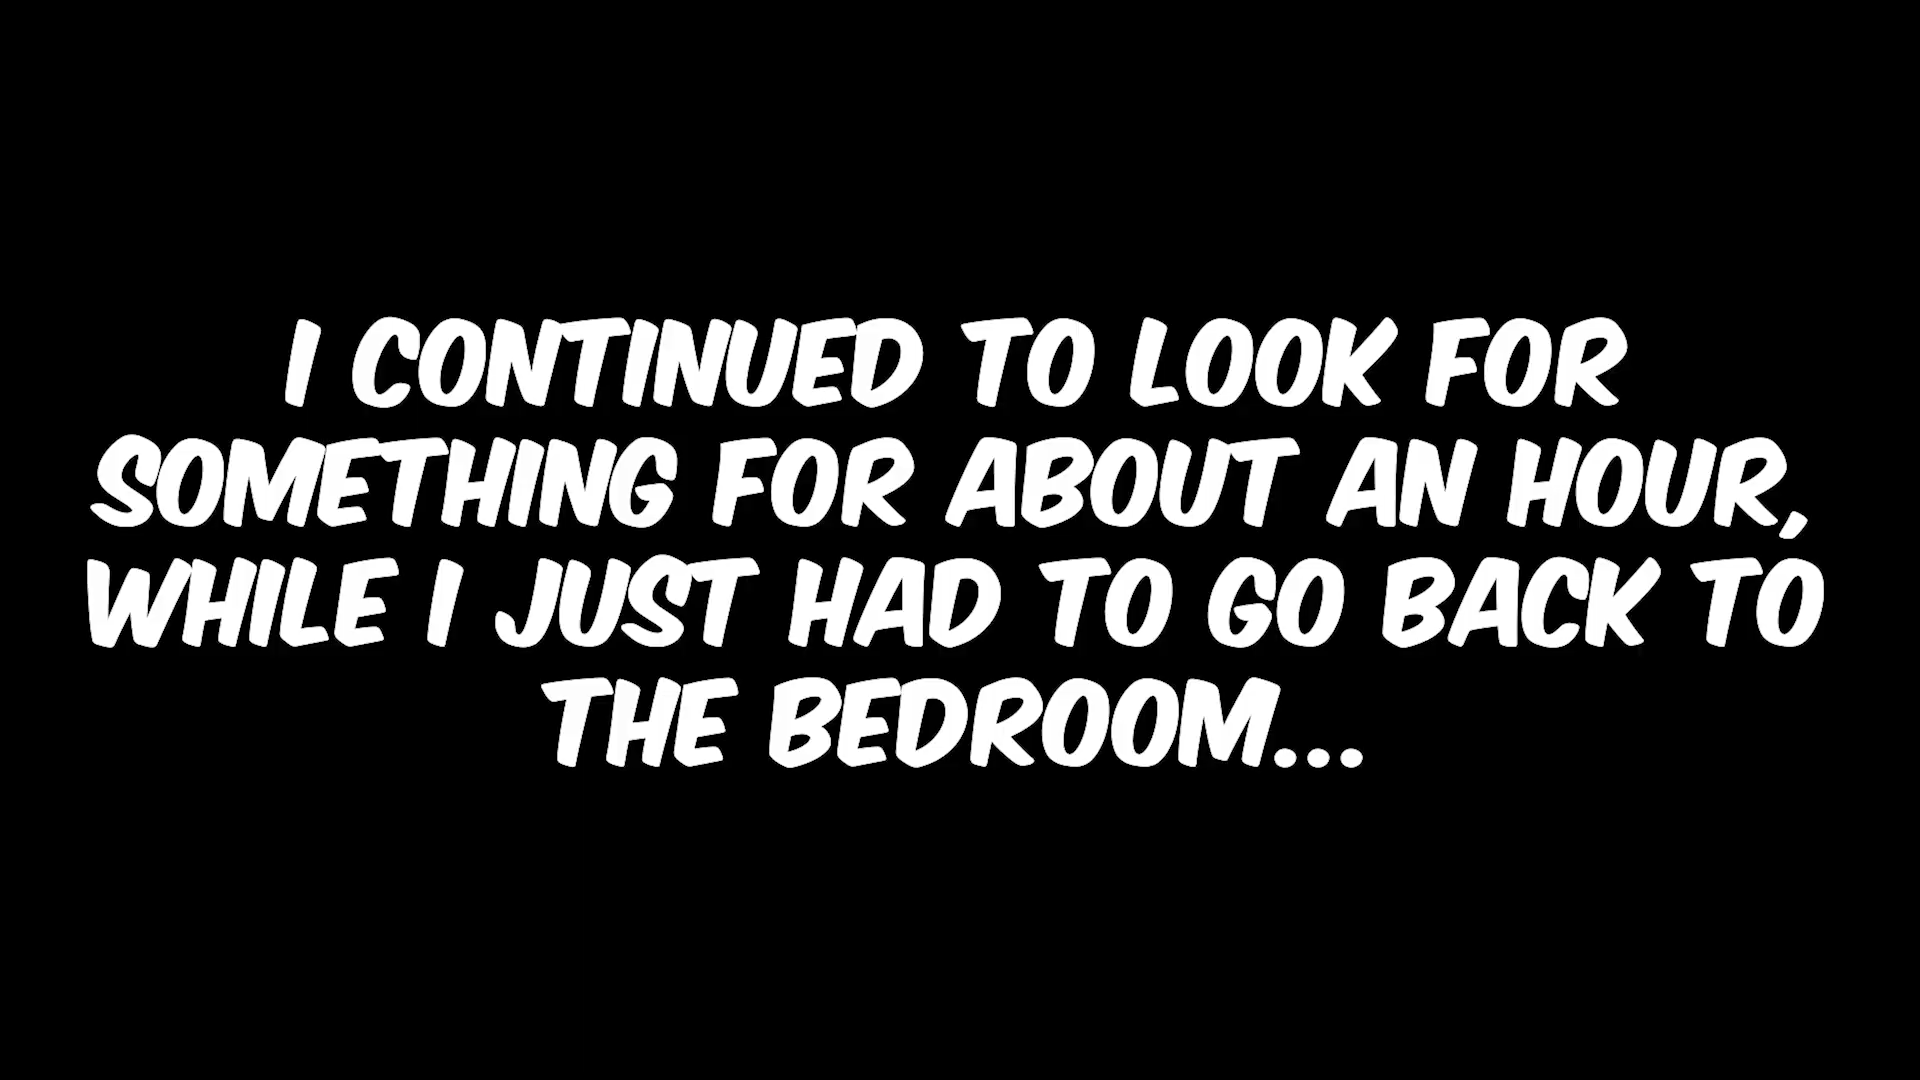 I CONTINUED TO LOOK FOR
SOMETHING FOR ABOUT AN HOUR,
WHILE I JUST HAD TO GO BACK TO
THE BEDROOM...